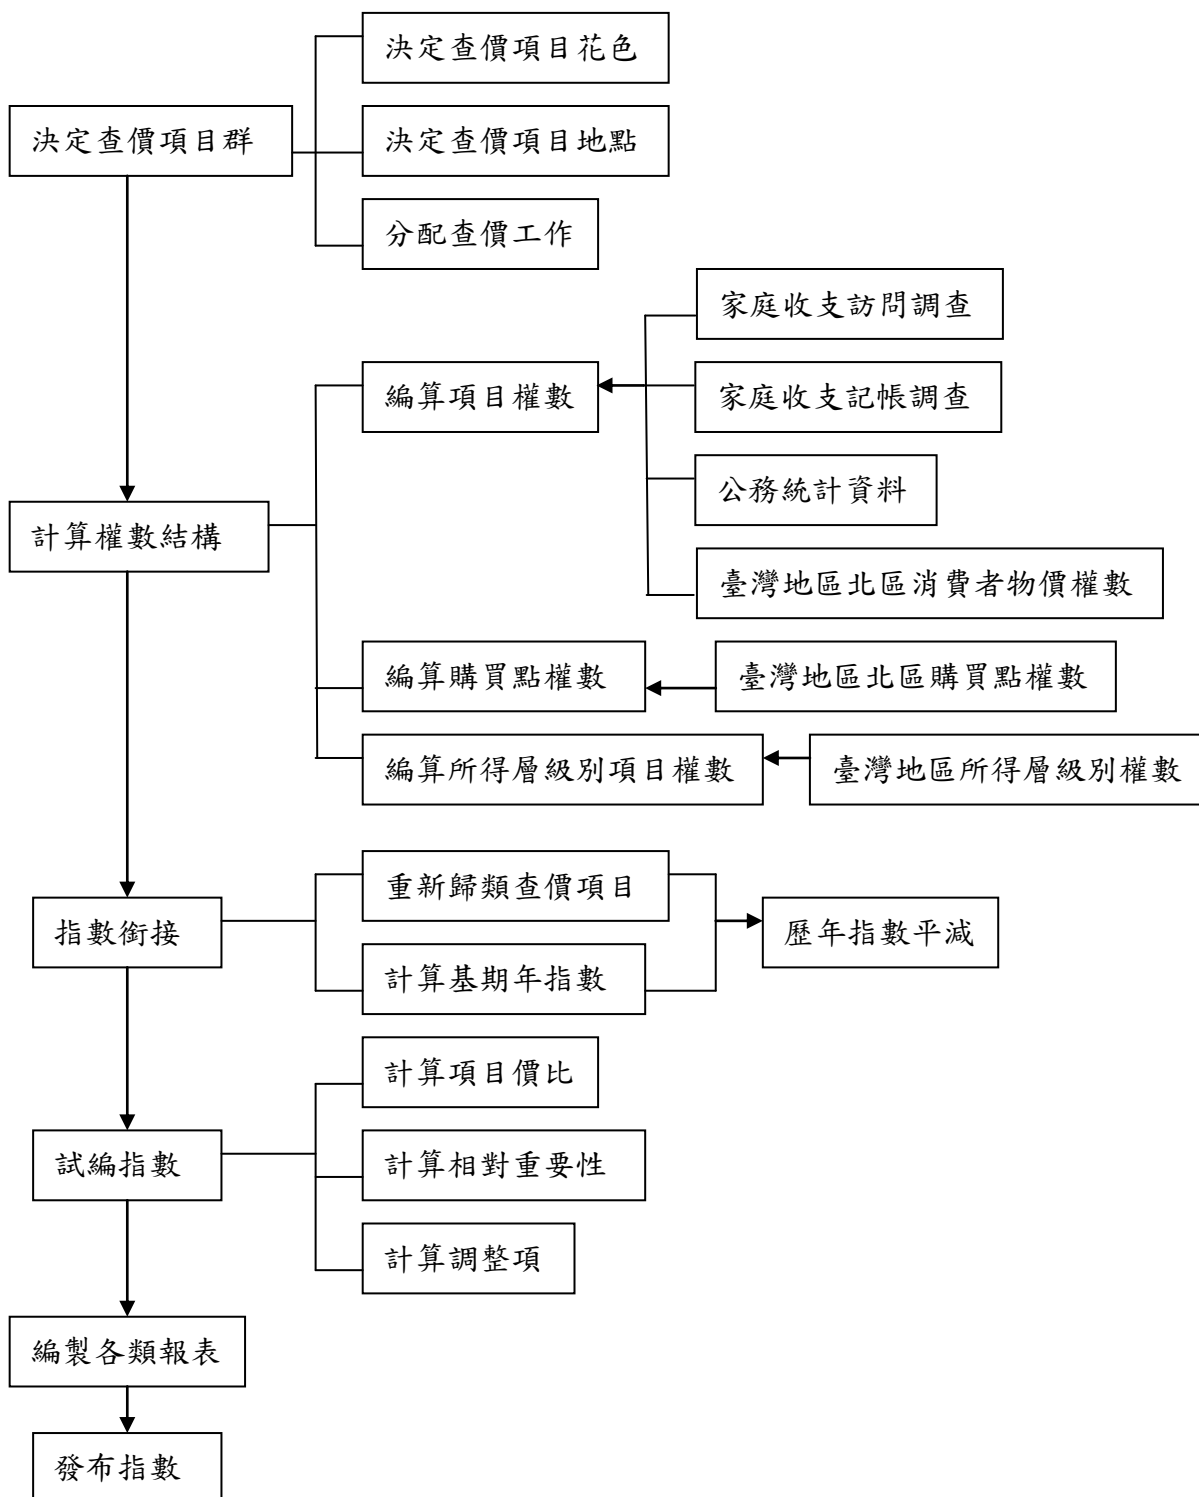 決定查價項目花色
決定查價項目群
決定查價項目地點
分配查價工作
家庭收支訪問調查
編算項目權數
家庭收支記帳調查
公務統計資料
計算權數結構
臺灣地區北區消費者物價權數
編算購買點權數
臺灣地區北區購買點權數
編算所得層級別項目權數
臺灣地區所得層級別權數
重新歸類查價項目
指數銜接
歷年指數平減
計算基期年指數
計算項目價比
試編指數
計算相對重要性
計算調整項
編製各類報表
發布指數